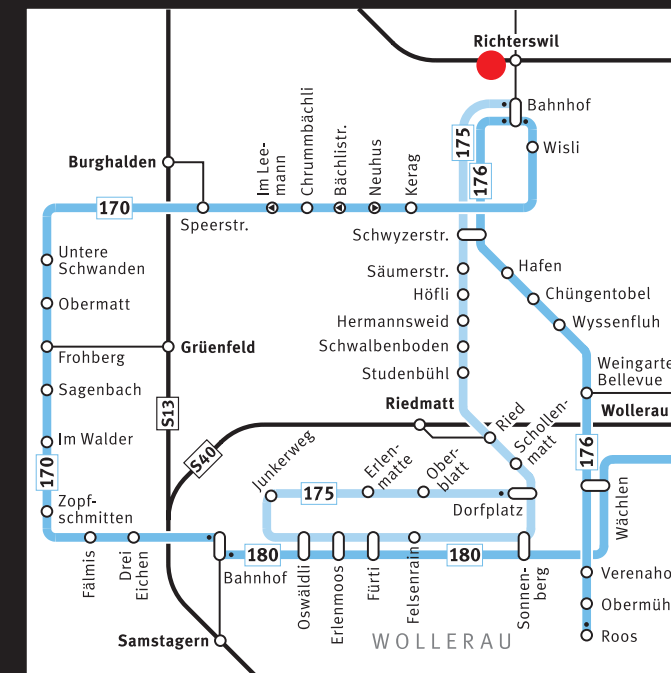 Richterswil
Bahnhof
175
Wisli
176
Burghalden
Im Lee-
mann
Chrummbächli
Bächlistr.
Neuhus
Kerag
170
Speerstr.
Schwyzerstr.
Untere
Schwanden
Säumerstr.
Hafen
Höfli
Chüngentobel
Obermatt
Hermannsweid
Wyssenfluh
Frohberg
Grüenfeld
Schwalbenboden
Weingarte
Bellevue
Studenbühl
Sagenbach
S13
Riedmatt
Wollerau
Ried
Schollen-
matt
Im Walder
S40
176
170
Junkerweg
175
Erlen-
matte
Ober-
blatt
Dorfplatz
Wächlen
Zopf-
schmitten
Fälmis
Drei
Eichen
Bahnhof
180
Oswäldli
Erlenmoos
Fürti
Felsenrain
180
Sonnen-
berg
Verenaho
Obermüh
Roos
Samstagern
WOLLERAU